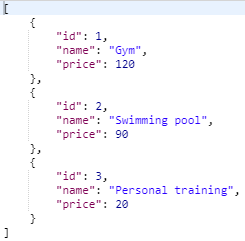 [
    {
        "id": 1,
        "name": "Gym",
        "price": 120
    },
    {
        "id": 2,
        "name": "Swimming pool",
        "price": 90
    },
    {
        "id": 3,
        "name": "Personal training",
        "price": 20
    }
]